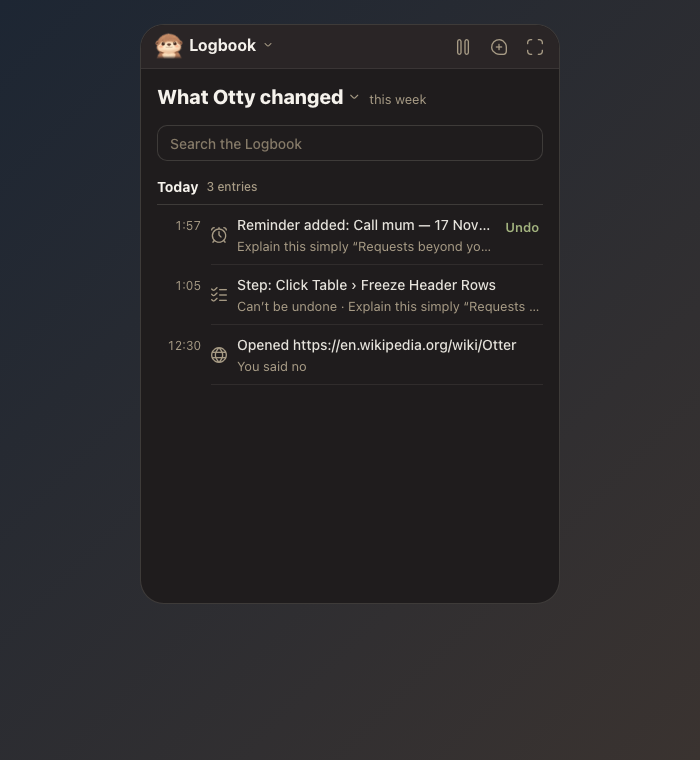 Logbook
What Otty changed this week
Search the Logbook
Today 3 entries
1:57 Reminder added: Call mum — 17 Nov... Undo
Explain this simply “Requests beyond yo...
1:05 Step: Click Table › Freeze Header Rows
Can’t be undone · Explain this simply “Requests ...
12:30 Opened https://en.wikipedia.org/wiki/Otter
You said no